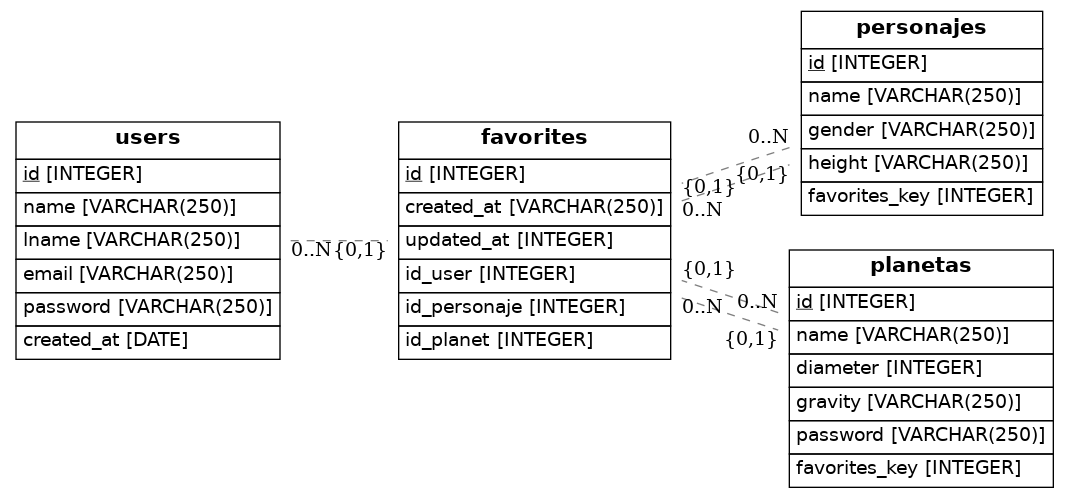 users
id [INTEGER]
name [VARCHAR(250)]
lname [VARCHAR(250)]
email [VARCHAR(250)]
password [VARCHAR(250)]
created_at [DATE]
0..N
{0,1}
favorites
id [INTEGER]
created_at [VARCHAR(250)]
updated_at [INTEGER]
id_user [INTEGER]
id_personaje [INTEGER]
id_planet [INTEGER]
0..N
{0,1}
{0,1}
0..N
{0,1}
0..N
0..N
{0,1}
personajes
id [INTEGER]
name [VARCHAR(250)]
gender [VARCHAR(250)]
height [VARCHAR(250)]
favorites_key [INTEGER]
planetas
id [INTEGER]
name [VARCHAR(250)]
diameter [INTEGER]
gravity [VARCHAR(250)]
password [VARCHAR(250)]
favorites_key [INTEGER]